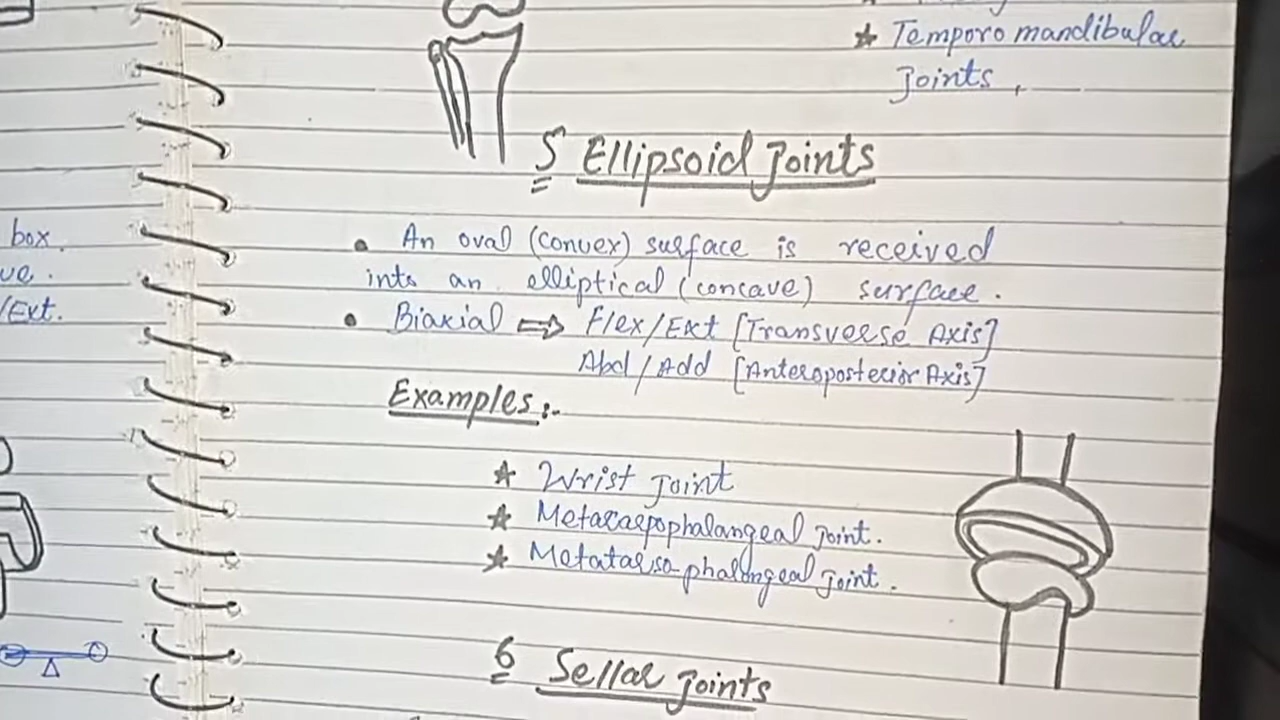 ★ Temporo mandibular
Joints,
5 Ellipsoid Joints
box.
ve.
/Ext.
• An oval (convex) surface is received
into an elliptical (concave) surface.
• Biaxial ⇒ Flex/Ext [Transverse Axis]
Abd/Add [Anteroposterior Axis]
Examples:-
★ Wrist Joint
★ Metacarpophalangeal Joint.
★ Metatarso phalangeal Joint.
6 Sellar Joints